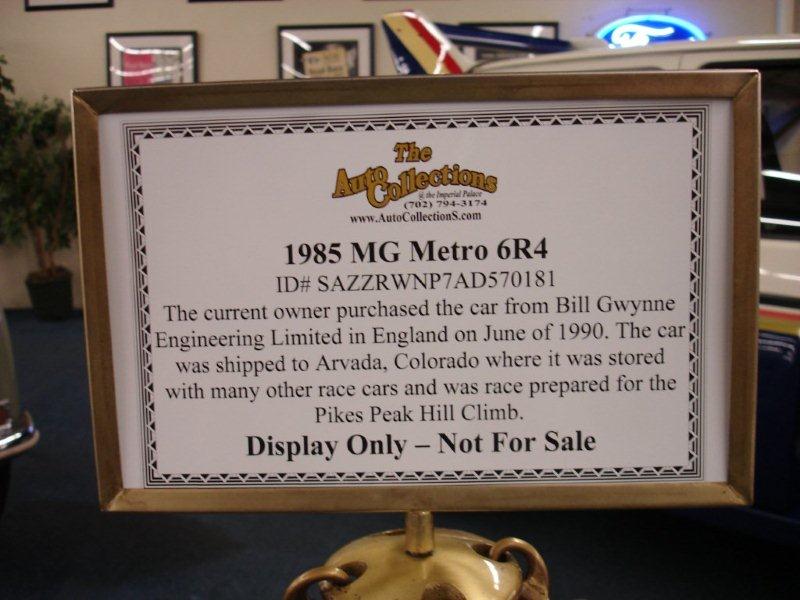 Ford
The
Auto
Collections
@ the Imperial Palace
(702) 794-3174
www.AutoCollectionS.com
1985 MG Metro 6R4
ID# SAZZRWNP7AD570181
The current owner purchased the car from Bill Gwynne
Engineering Limited in England on June of 1990. The car
was shipped to Arvada, Colorado where it was stored
with many other race cars and was race prepared for the
Pikes Peak Hill Climb.
Display Only – Not For Sale